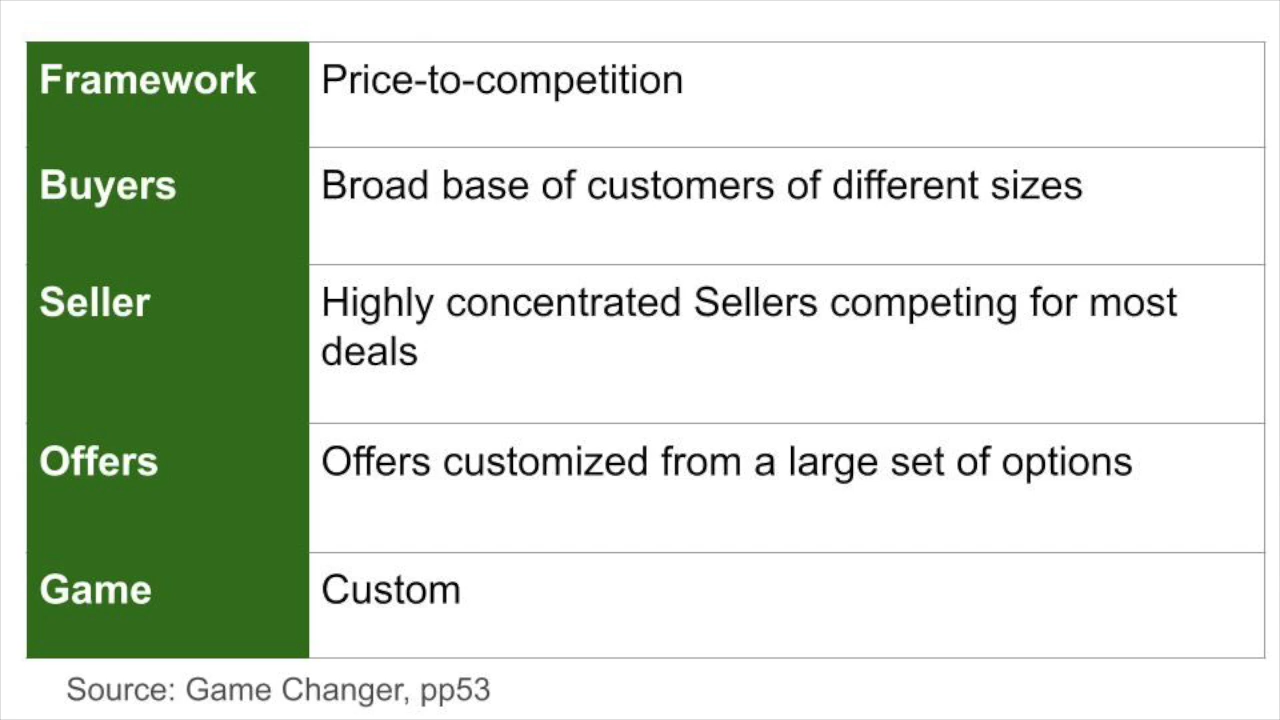 Framework Price-to-competition
Buyers Broad base of customers of different sizes
Seller Highly concentrated Sellers competing for most
deals
Offers Offers customized from a large set of options
Game Custom
Source: Game Changer, pp53